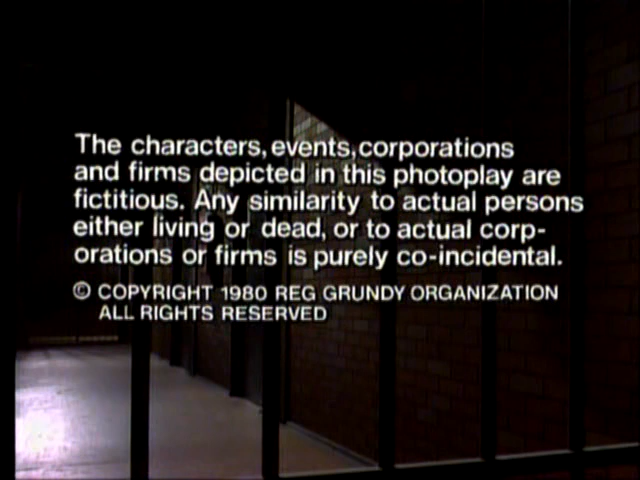 The characters, events, corporations
and firms depicted in this photoplay are
fictitious. Any similarity to actual persons
either living or dead, or to actual corp-
orations or firms is purely co-incidental.
© COPYRIGHT 1980 REG GRUNDY ORGANIZATION
ALL RIGHTS RESERVED